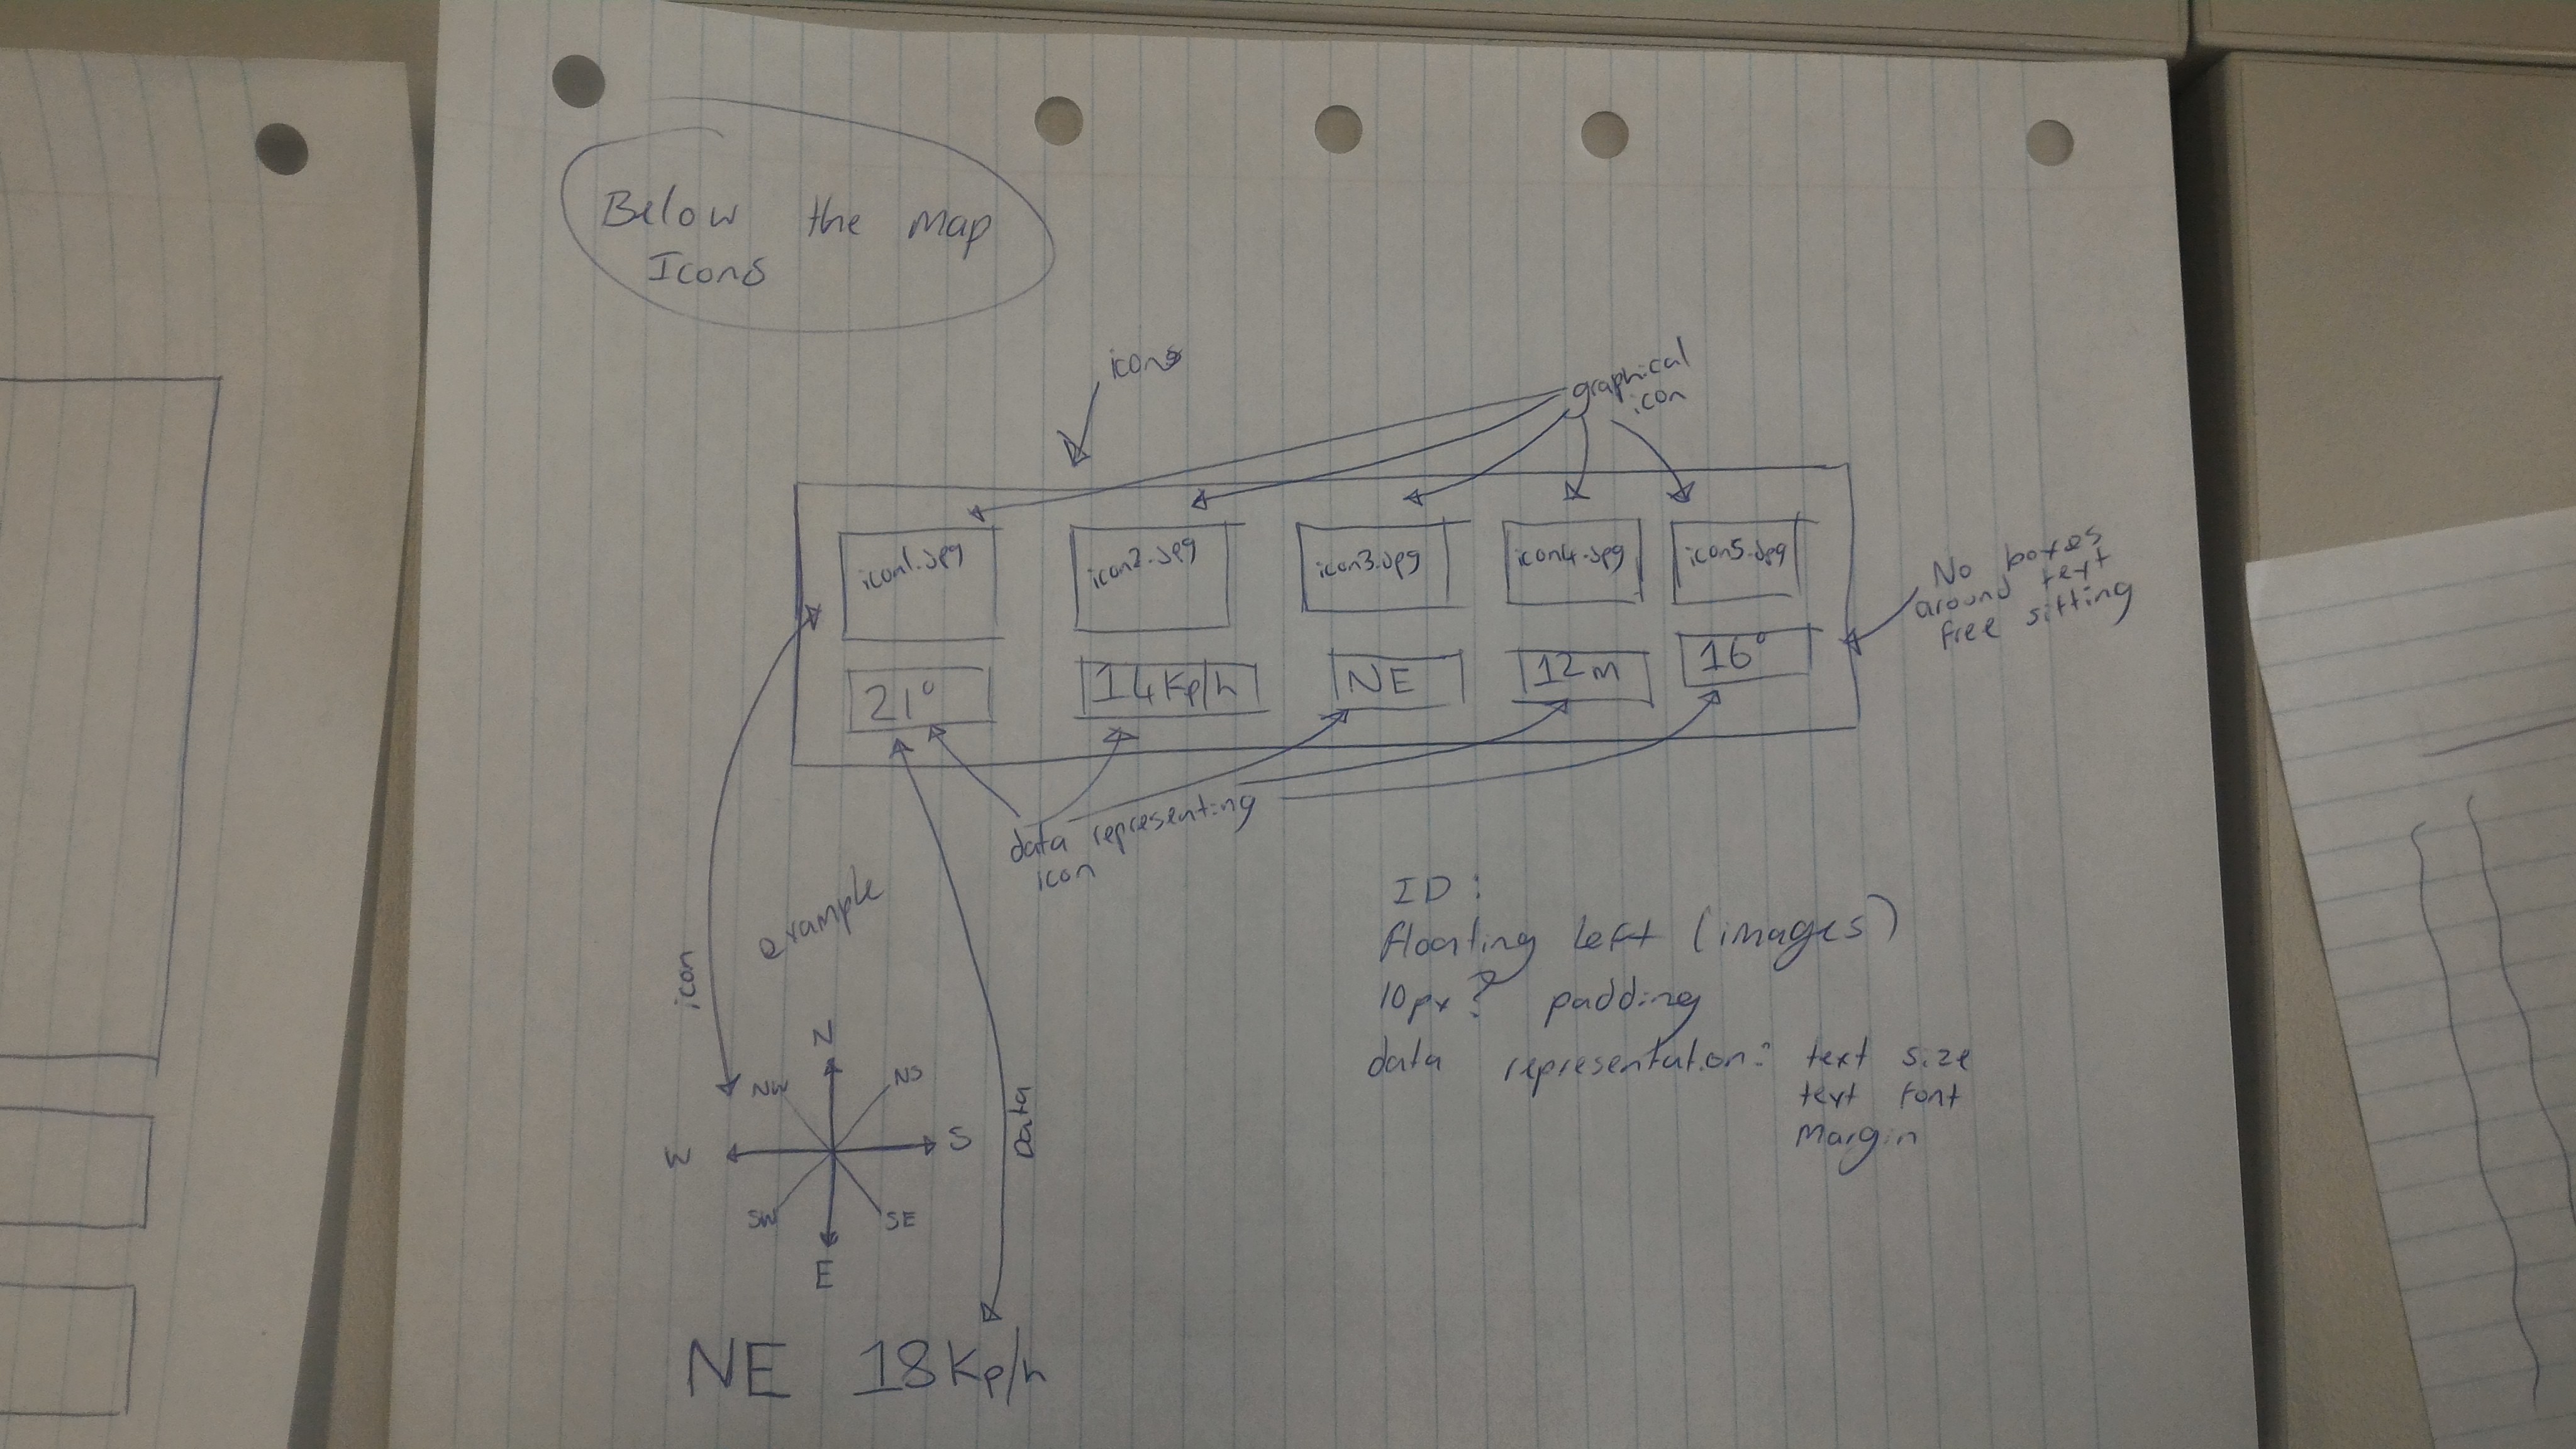 Below the map
Icons
icons
graphical
icon
icon1.jpg
icon2.jpg
icon3.jpg
icon4.jpg
icon5.jpg
No boxes
around text
free sitting
21°
14Kp/h
NE
12m
16°
data representing
icon
example
icon
Data
ID:
floating left (images)
10px? padding
data representation: text size
text font
Margin
N
NW
NS
W
S
SW
SE
E
NE 18Kp/h